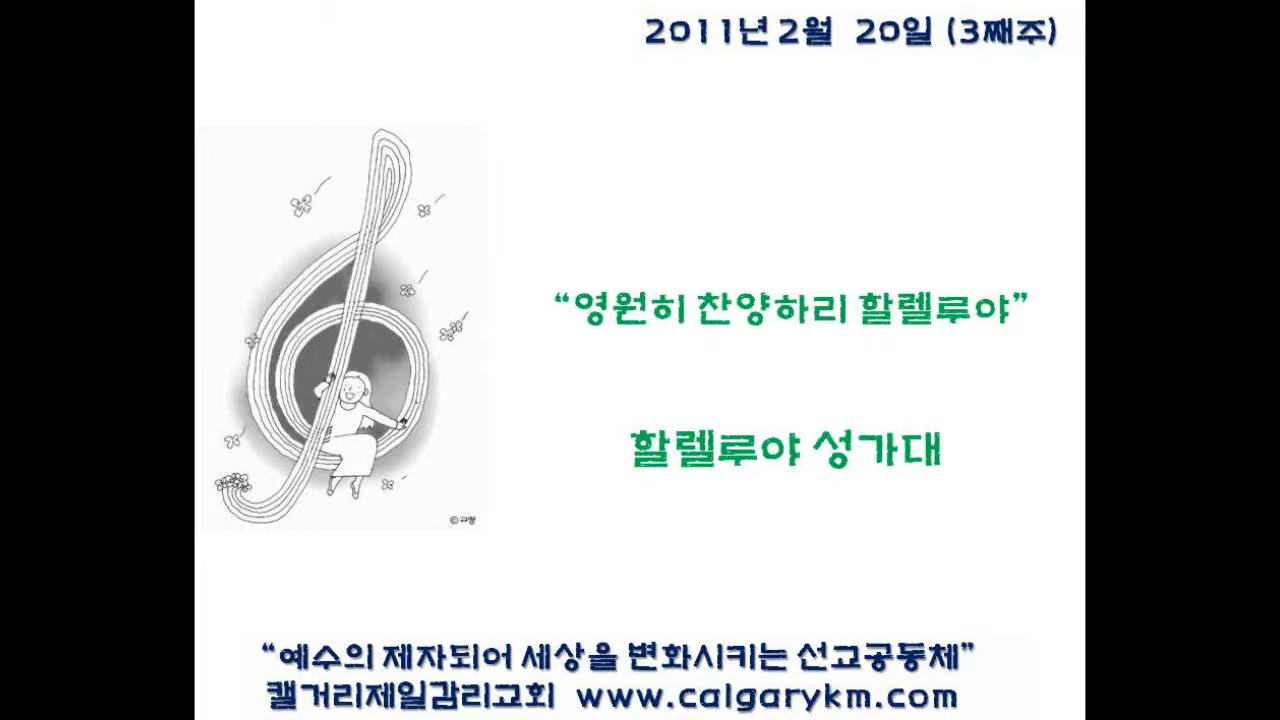 2011년 2월 20일 (3째주)
“영원히 찬양하리 할렐루야”
할렐루야 성가대
“예수의 제자되어 세상을 변화시키는 선교공동체”
캘거리제일감리교회 www.calgarykm.com